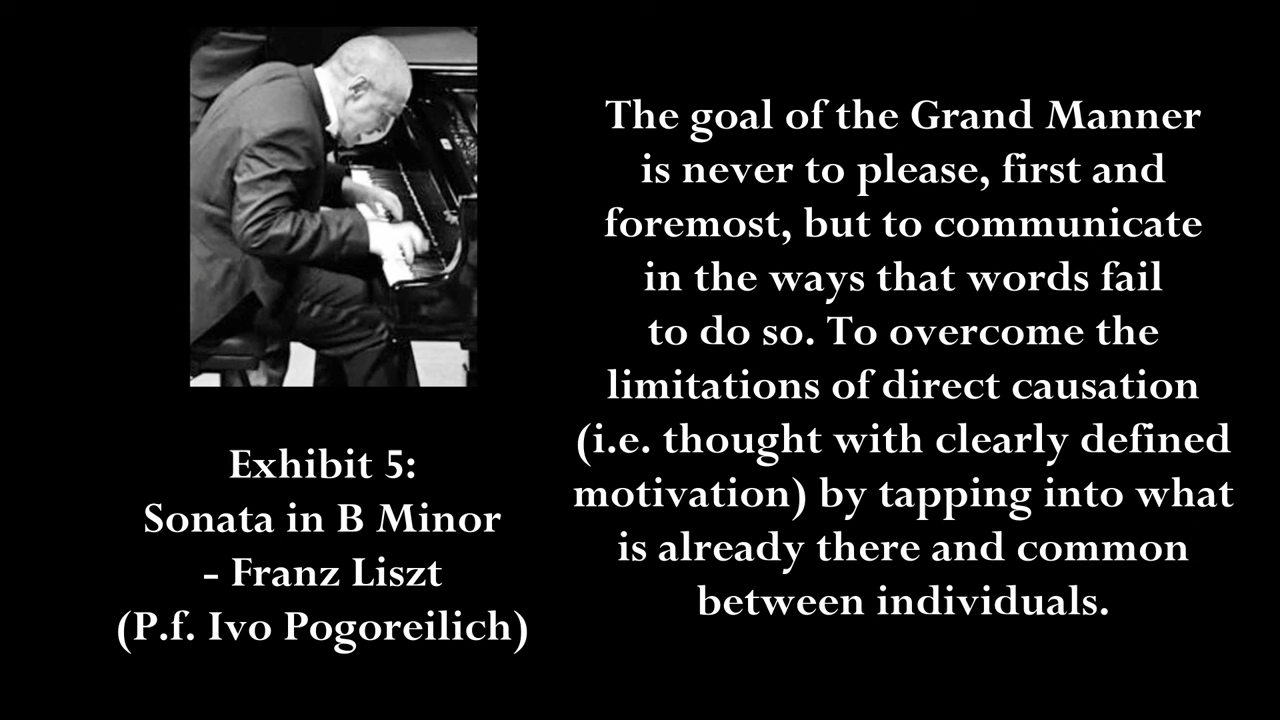 The goal of the Grand Manner
is never to please, first and
foremost, but to communicate
in the ways that words fail
to do so. To overcome the
limitations of direct causation
(i.e. thought with clearly defined
motivation) by tapping into what
is already there and common
between individuals.
Exhibit 5:
Sonata in B Minor
- Franz Liszt
(P.f. Ivo Pogoreilich)